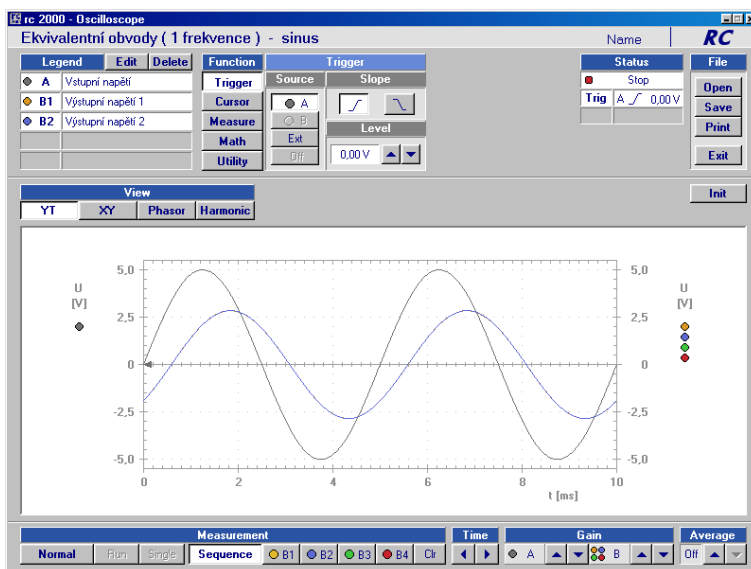 rc 2000 - Oscilloscope
Ekvivalentní obvody ( 1 frekvence ) - sinus
Name
RC
Legend Edit Delete
A Vstupní napětí
B1 Výstupní napětí 1
B2 Výstupní napětí 2
Function
Trigger
Cursor
Measure
Math
Utility
Trigger
Source Slope
A
B
Ext
Off
Level
0,00 V
Status
Stop
Trig A 0,00 V
File
Open
Save
Print
Exit
View
YT XY Phasor Harmonic
Init
U
[V]
5,0
2,5
0
-2,5
-5,0
0 2 4 6 8 10
t [ms]
5,0
2,5
0
-2,5
-5,0
U
[V]
Measurement
Normal Run Single Sequence B1 B2 B3 B4 Clr
Time
Gain
A B
Average
Off